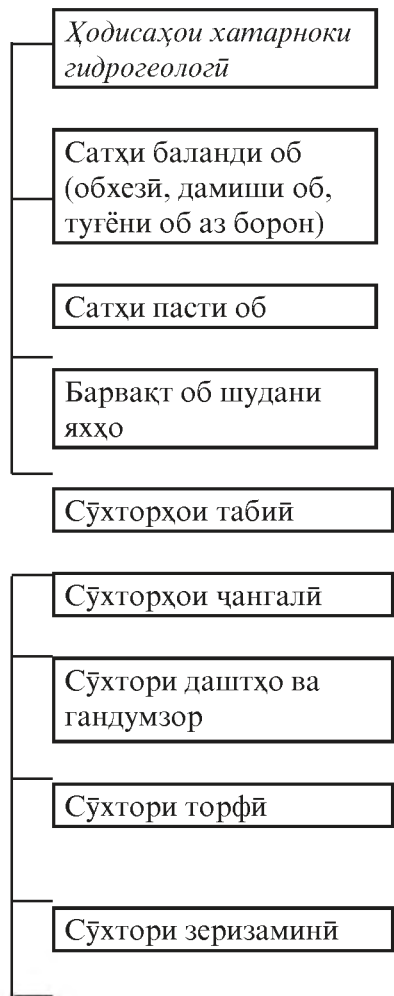 Ҳодисаҳои хатарноки
гидрогеологӣ
Сатҳи баланди об
(обхезӣ, дамиши об,
туғёни об аз борон)
Сатҳи пасти об
Барвақт об шудани
яхҳо
Сӯхторҳои табиӣ
Сӯхторҳои ҷангалӣ
Сӯхтори даштҳо ва
гандумзор
Сӯхтори торфӣ
Сӯхтори зеризаминӣ